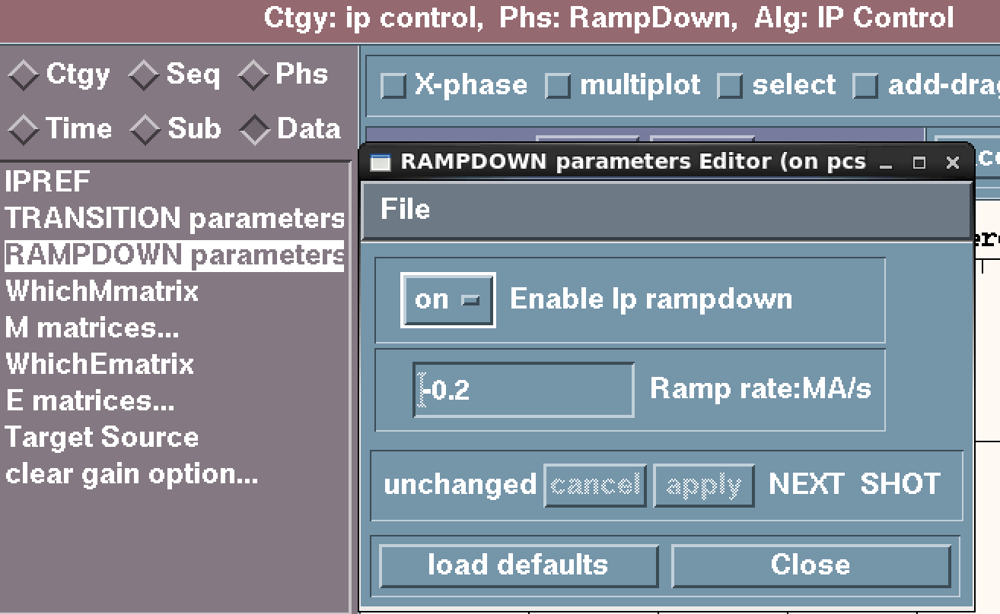 Ctgy: ip control, Phs: RampDown, Alg: IP Control
Ctgy Seq Phs
Time Sub Data
X-phase multiplot select
IPREF
TRANSITION parameters
RAMPDOWN parameters
WhichMmatrix
M matrices...
WhichEmatrix
E matrices...
Target Source
clear gain option...
RAMPDOWN parameters Editor (on pcs
File
on Enable Ip rampdown
-0.2 Ramp rate:MA/s
unchanged cancel apply NEXT SHOT
load defaults Close